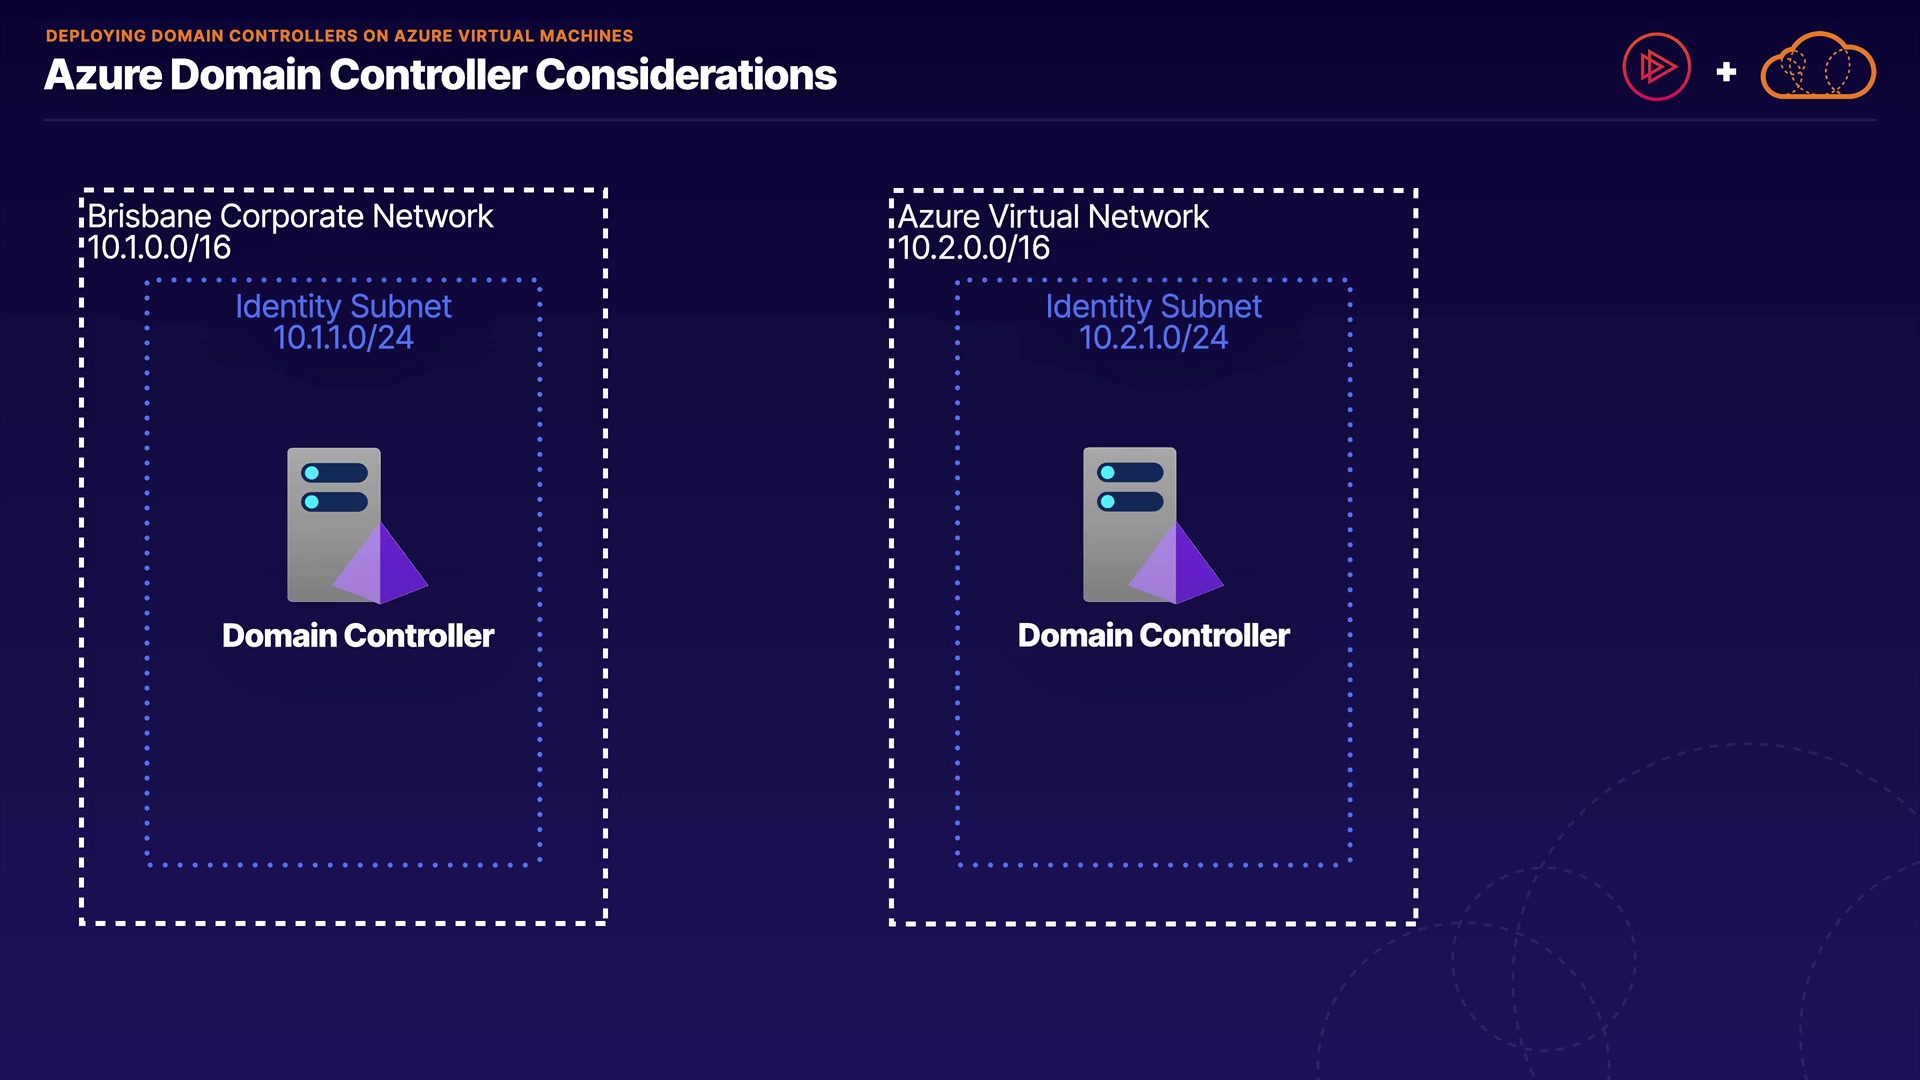 DEPLOYING DOMAIN CONTROLLERS ON AZURE VIRTUAL MACHINES
Azure Domain Controller Considerations
+
Brisbane Corporate Network
10.1.0.0/16
Identity Subnet
10.1.1.0/24
Domain Controller
Azure Virtual Network
10.2.0.0/16
Identity Subnet
10.2.1.0/24
Domain Controller